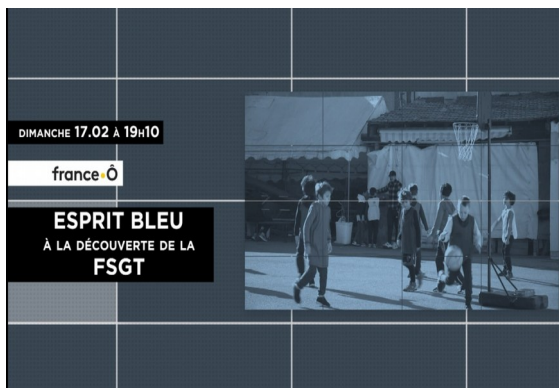 DIMANCHE 17.02 À 19H10
france•Ô
ESPRIT BLEU
À LA DÉCOUVERTE DE LA
FSGT